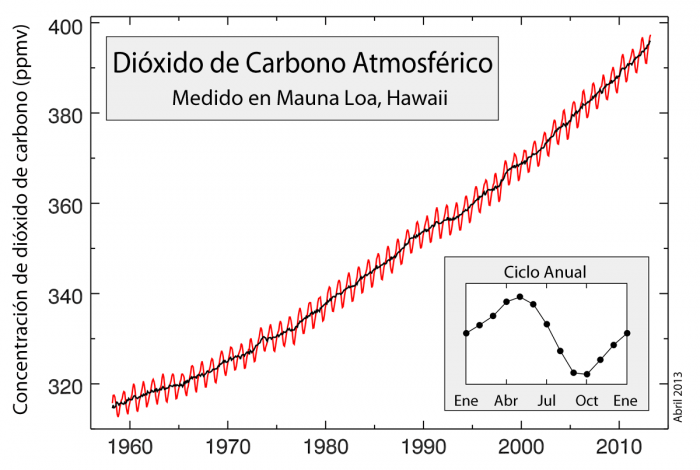 Dióxido de Carbono Atmosférico
Medido en Mauna Loa, Hawaii
Concentración de dióxido de carbono (ppmv)
400
380
360
340
320
1960 1970 1980 1990 2000 2010
Ciclo Anual
Ene Abr Jul Oct Ene
Abril 2013